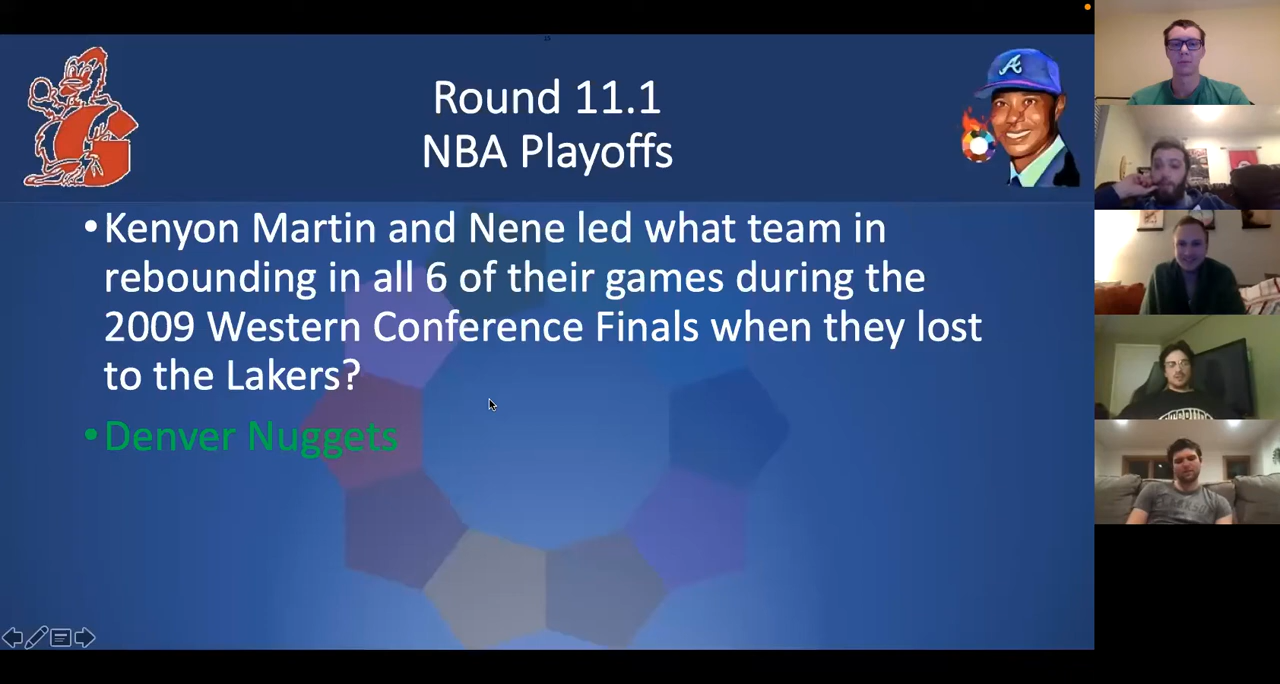 Round 11.1
NBA Playoffs
•Kenyon Martin and Nene led what team in
rebounding in all 6 of their games during the
2009 Western Conference Finals when they lost
to the Lakers?
•Denver Nuggets
G
A